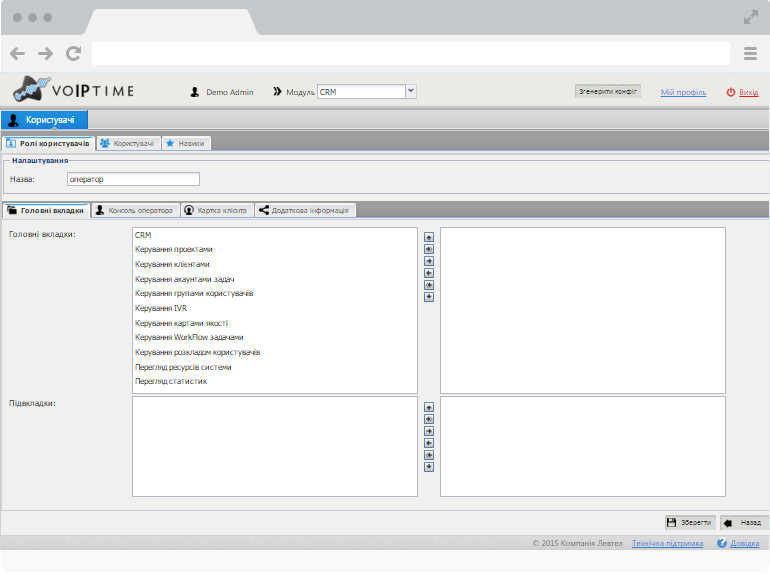 VOIPTIME Demo Admin Модуль CRM Згенерити конфіг Мій профіль Вихід
Користувачі
Ролі користувачів Користувачі Навики
Налаштування
Назва: оператор
Головні вкладки Консоль оператора Картка клієнта Додаткова інформація
Головні вкладки:
CRM
Керування проектами
Керування клієнтами
Керування акаунтами задач
Керування групами користувачів
Керування IVR
Керування картами якості
Керування WorkFlow задачами
Керування розкладом користувачів
Перегляд ресурсів системи
Перегляд статистик
Підвкладки:
Зберегти Назад
© 2015 Компанія Левтел Технічна підтримка Довідка